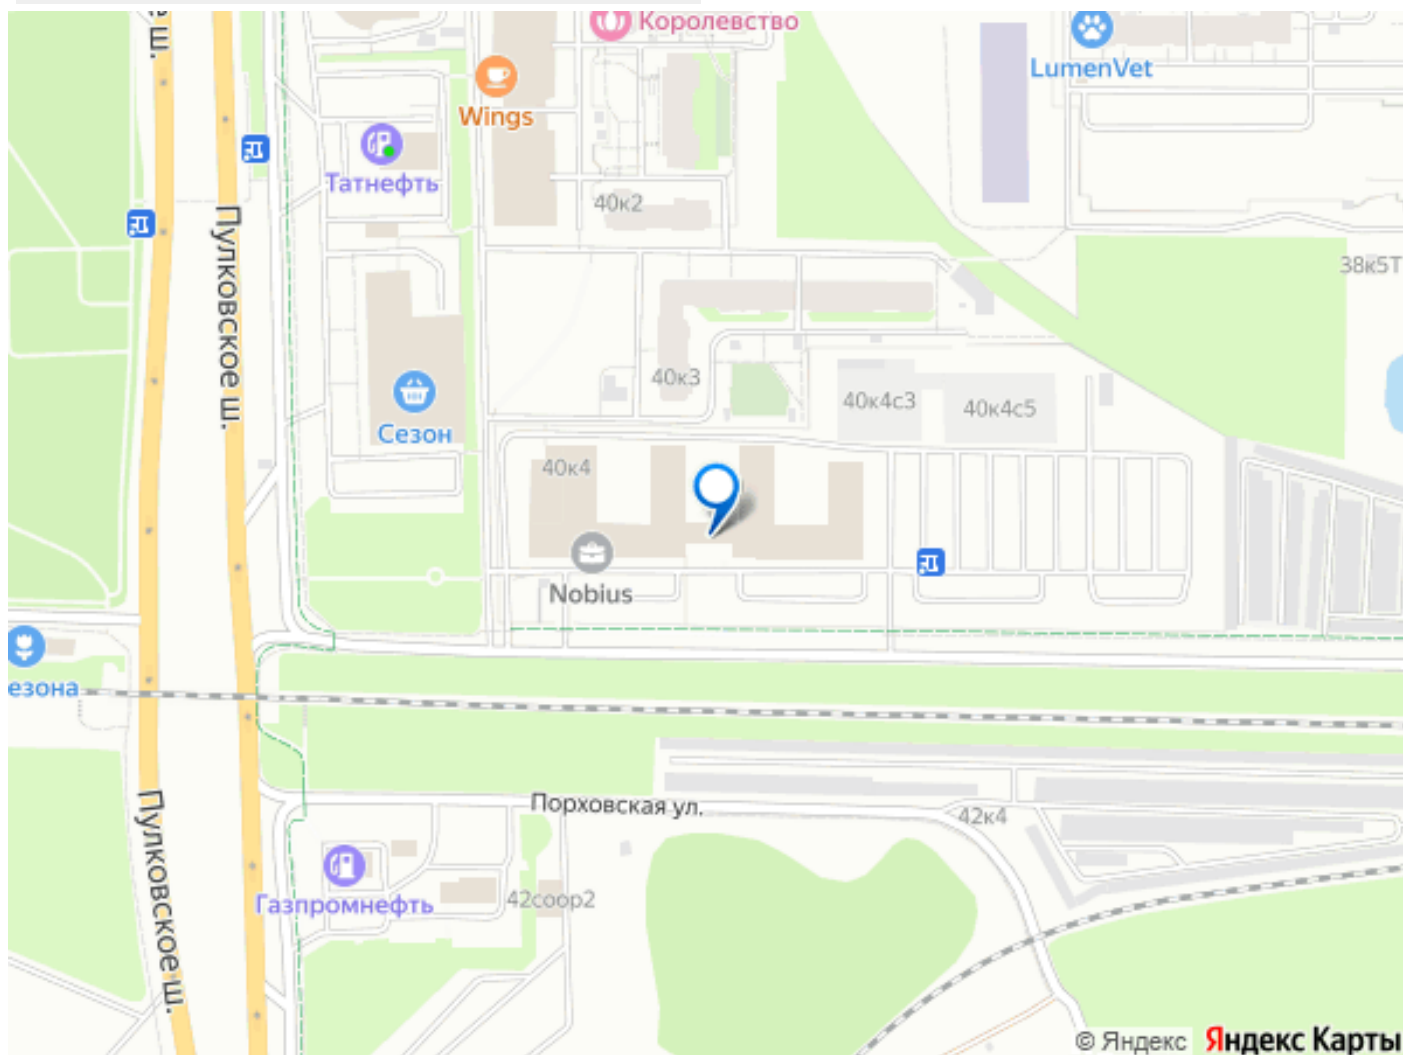 е ш.
Королевство
LumenVet
Wings
Татнефть
40к2
Пулковское ш.
38к5Т
40к3
40к4с3
40к4с5
Сезон
40к4
Nobius
езона
Порховская ул.
42к4
Пулковское ш.
Газпромнефть
42соор2
© Яндекс Яндекс Карты